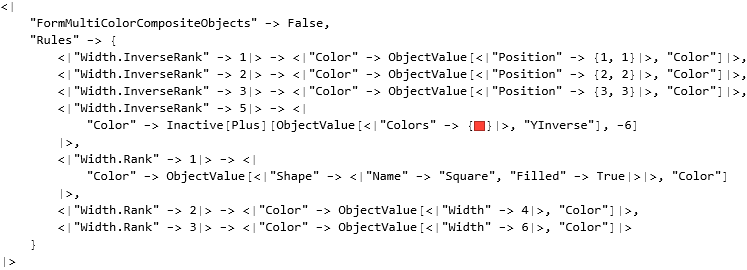 <|
"FormMultiColorCompositeObjects" -> False,
"Rules" -> {
<|"Width.InverseRank" -> 1|> -> <|"Color" -> ObjectValue[<|"Position" -> {1, 1}|>, "Color"]|>,
<|"Width.InverseRank" -> 2|> -> <|"Color" -> ObjectValue[<|"Position" -> {2, 2}|>, "Color"]|>,
<|"Width.InverseRank" -> 3|> -> <|"Color" -> ObjectValue[<|"Position" -> {3, 3}|>, "Color"]|>,
<|"Width.InverseRank" -> 5|> -> <|
"Color" -> Inactive[Plus][ObjectValue[<|"Colors" -> {}|>, "YInverse"], -6]
|>,
<|"Width.Rank" -> 1|> -> <|
"Color" -> ObjectValue[<|"Shape" -> <|"Name" -> "Square", "Filled" -> True|>|>, "Color"]
|>,
<|"Width.Rank" -> 2|> -> <|"Color" -> ObjectValue[<|"Width" -> 4|>, "Color"]|>,
<|"Width.Rank" -> 3|> -> <|"Color" -> ObjectValue[<|"Width" -> 6|>, "Color"]|>
}
|>